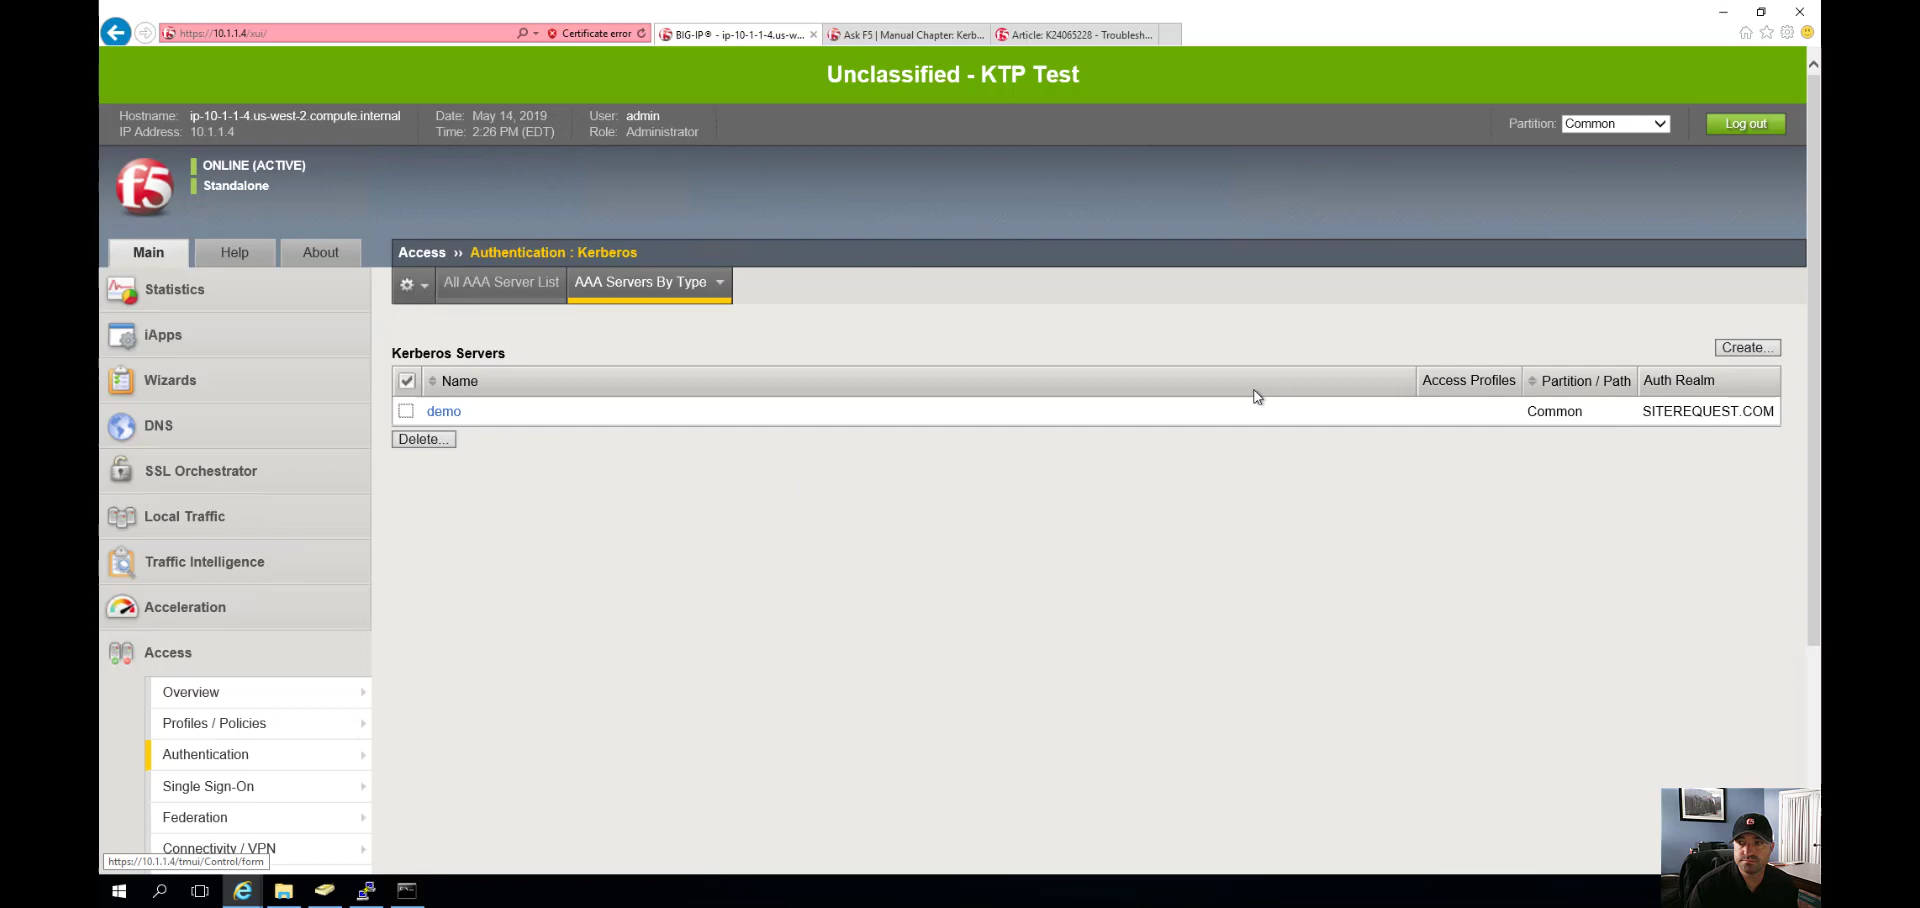 https://10.1.1.4/xui/
Certificate error
BIG-IP® - ip-10-1-1-4.us-w...
Ask F5 | Manual Chapter: Kerb...
Article: K24065228 - Troublesh...
Unclassified - KTP Test
Hostname: ip-10-1-1-4.us-west-2.compute.internal
IP Address: 10.1.1.4
Date: May 14, 2019
Time: 2:26 PM (EDT)
User: admin
Role: Administrator
Partition: Common
Log out
f5
ONLINE (ACTIVE)
Standalone
Main
Help
About
Access ›› Authentication : Kerberos
All AAA Server List
AAA Servers By Type
Statistics
iApps
Wizards
DNS
SSL Orchestrator
Local Traffic
Traffic Intelligence
Acceleration
Access
Overview
Profiles / Policies
Authentication
Single Sign-On
Federation
Connectivity / VPN
Kerberos Servers
Create...
Name
Access Profiles
Partition / Path
Auth Realm
demo
Common
SITEREQUEST.COM
Delete...
https://10.1.1.4/tmui/Control/form